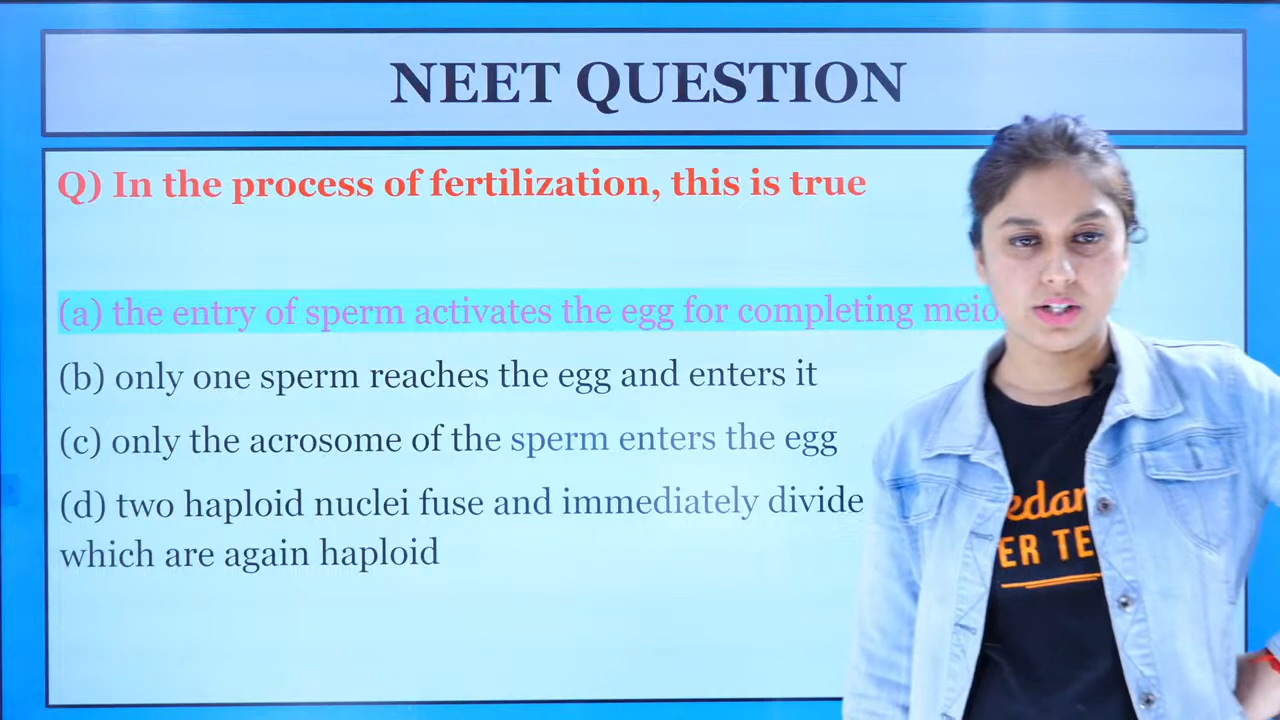 NEET QUESTION
Q) In the process of fertilization, this is true
(a) the entry of sperm activates the egg for completing
(b) only one sperm reaches the egg and enters it
(c) only the acrosome of the sperm enters the egg
(d) two haploid nuclei fuse and immediately divide
which are again haploid